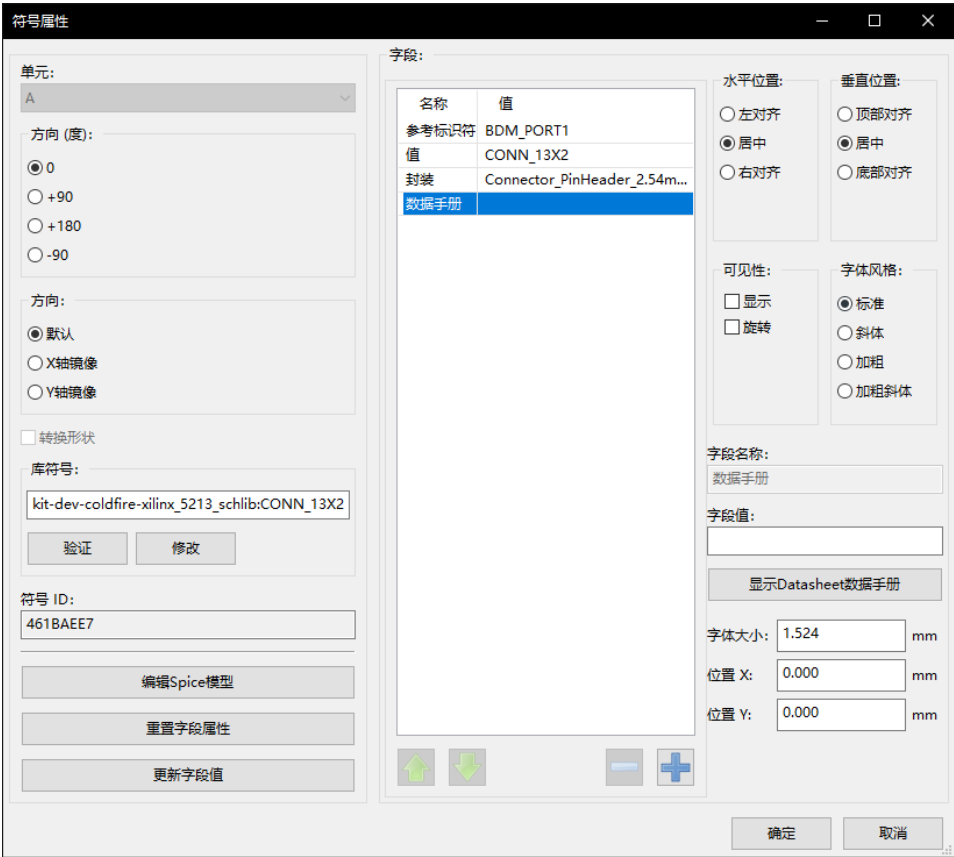 符号属性
单元:
A
方向 (度):
0
+90
+180
-90
方向:
默认
X轴镜像
Y轴镜像
转换形状
库符号:
kit-dev-coldfire-xilinx_5213_schlib:CONN_13X2
验证 修改
符号 ID:
461BAEE7
编辑Spice模型
重置字段属性
更新字段值
字段:
名称 值
参考标识符 BDM_PORT1
值 CONN_13X2
封装 Connector_PinHeader_2.54m...
数据手册
水平位置:
左对齐
居中
右对齐
垂直位置:
顶部对齐
居中
底部对齐
可见性:
显示
旋转
字体风格:
标准
斜体
加粗
加粗斜体
字段名称:
数据手册
字段值:
显示Datasheet数据手册
字体大小: 1.524 mm
位置 X: 0.000 mm
位置 Y: 0.000 mm
确定 取消